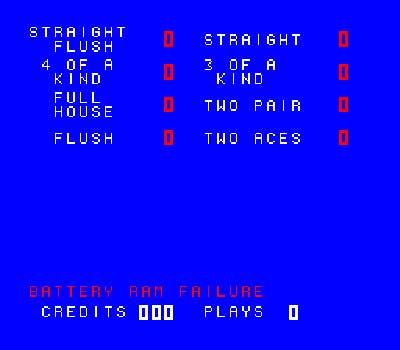 STRAIGHT FLUSH 0 STRAIGHT 0
4 OF A KIND 0 3 OF A KIND 0
FULL HOUSE 0 TWO PAIR 0
FLUSH 0 TWO ACES 0
BATTERY RAM FAILURE
CREDITS 000 PLAYS 0